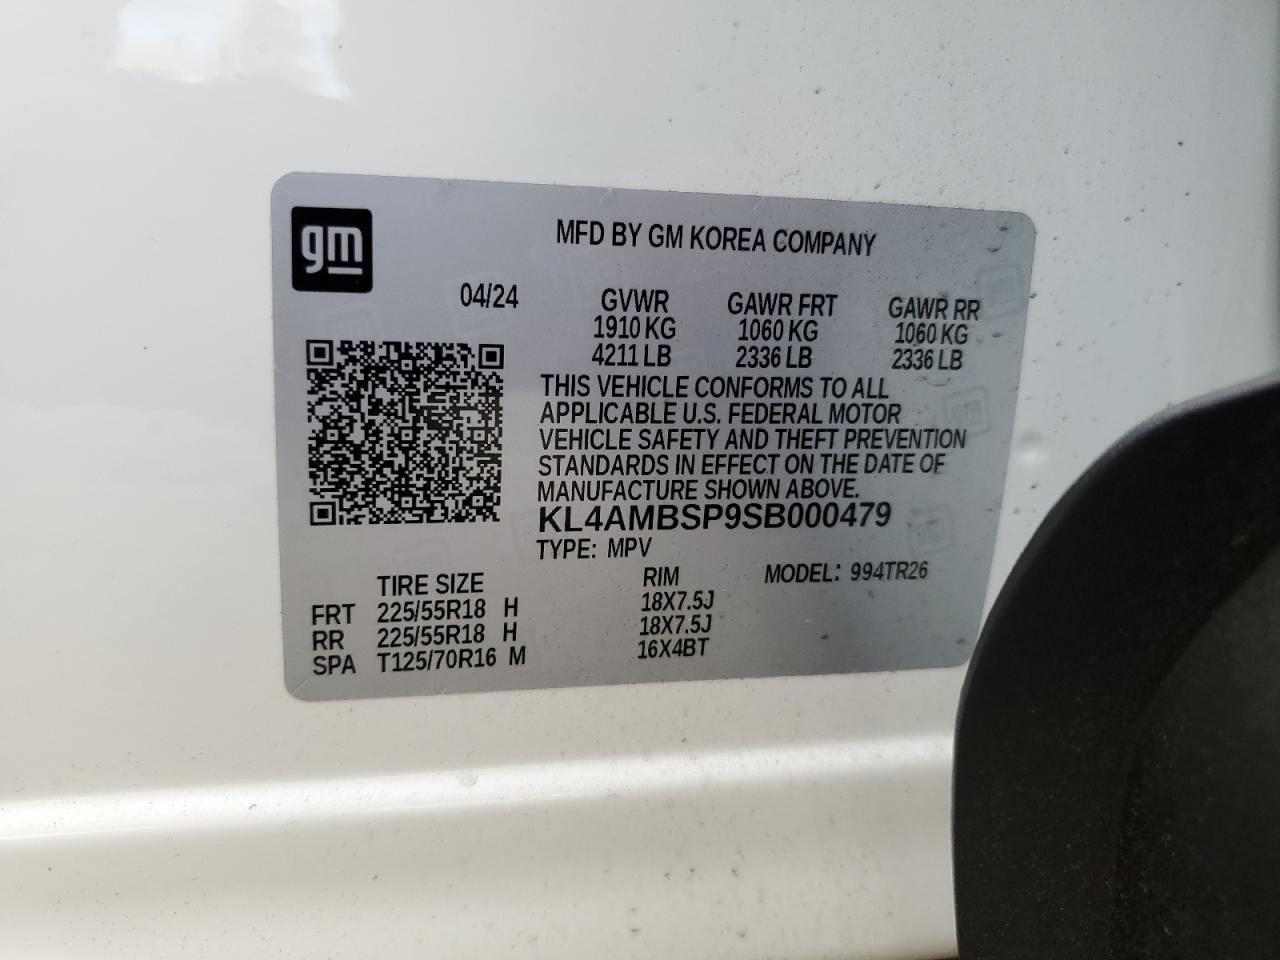 gm
MFD BY GM KOREA COMPANY
04/24
GVWR GAWR FRT GAWR RR
1910 KG 1060 KG 1060 KG
4211 LB 2336 LB 2336 LB
THIS VEHICLE CONFORMS TO ALL
APPLICABLE U.S. FEDERAL MOTOR
VEHICLE SAFETY AND THEFT PREVENTION
STANDARDS IN EFFECT ON THE DATE OF
MANUFACTURE SHOWN ABOVE.
KL4AMBSP9SB000479
TYPE: MPV
TIRE SIZE RIM MODEL: 994TR26
FRT 225/55R18 H 18X7.5J
RR 225/55R18 H 18X7.5J
SPA T125/70R16 M 16X4BT